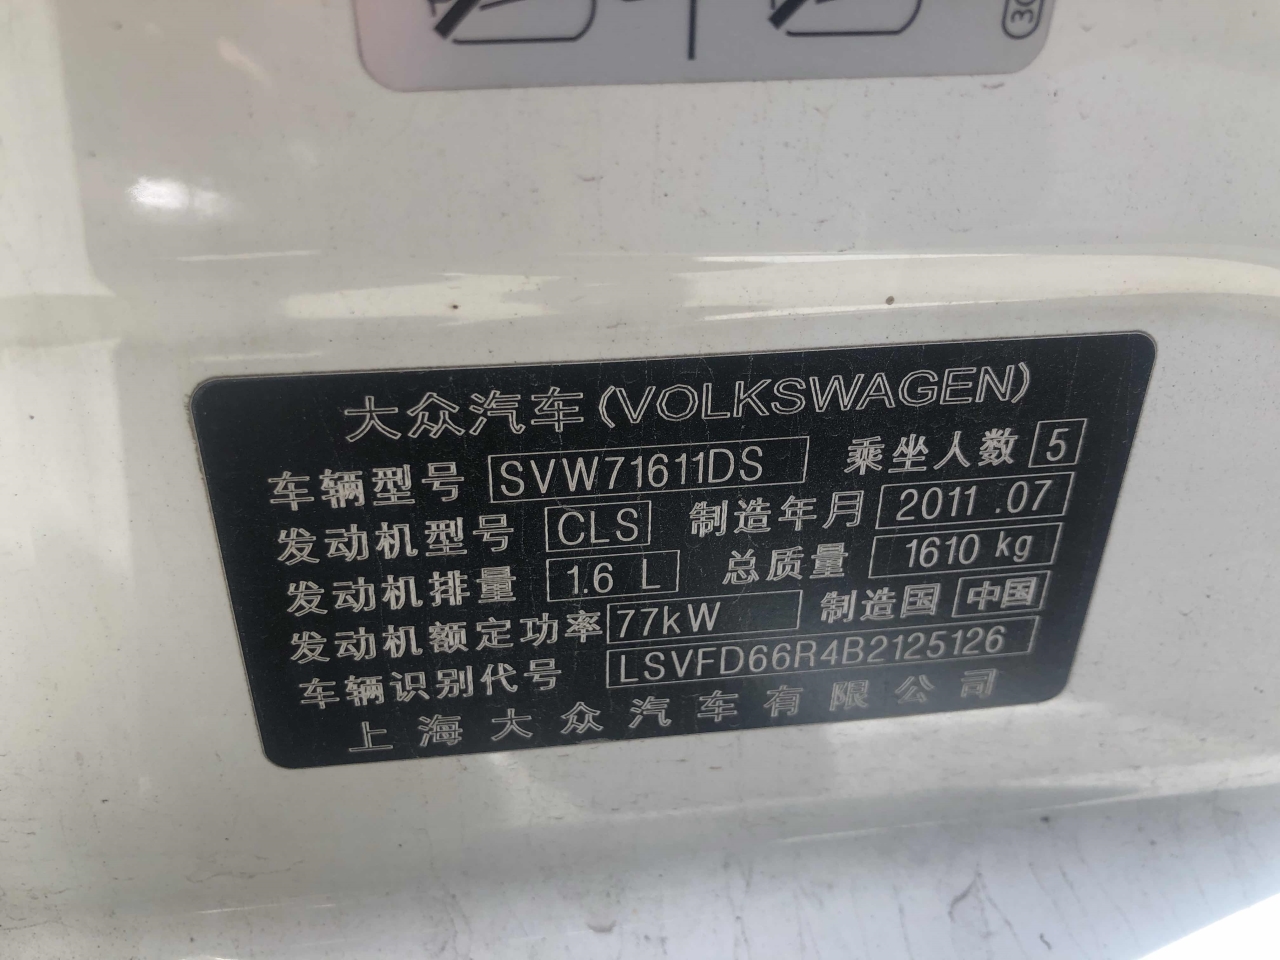 30
大众汽车(VOLKSWAGEN)
车辆型号 SVW71611DS 乘坐人数 5
发动机型号 CLS 制造年月 2011.07
发动机排量 1.6 L 总质量 1610 kg
发动机额定功率 77kW 制造国 中国
车辆识别代号 LSVFD66R4B2125126
上海大众汽车有限公司